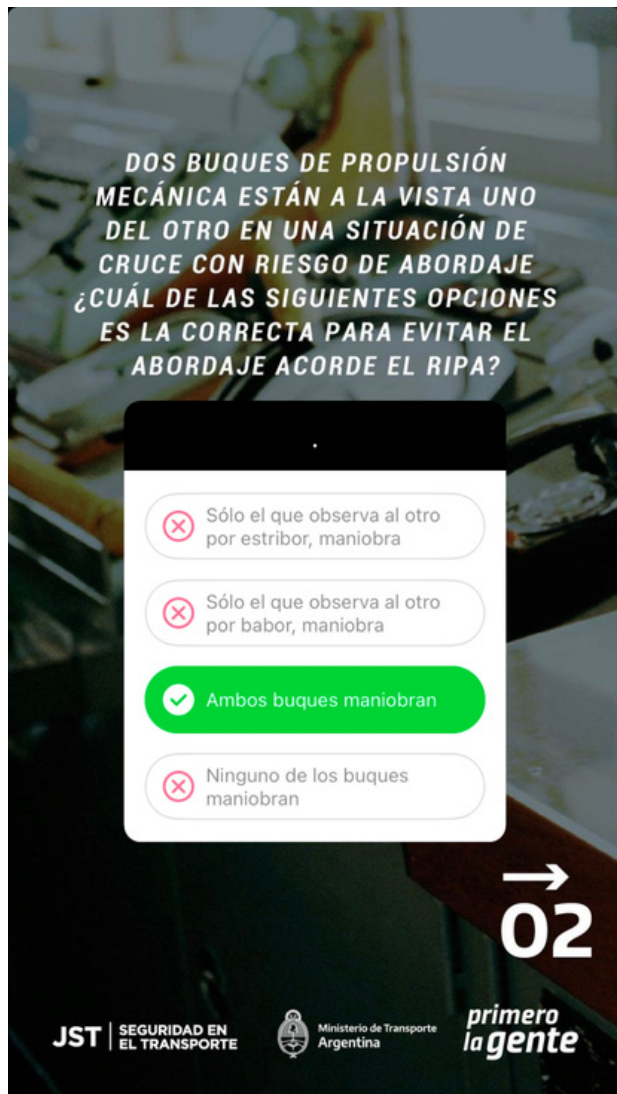 DOS BUQUES DE PROPULSIÓN
MECÁNICA ESTÁN A LA VISTA UNO
DEL OTRO EN UNA SITUACIÓN DE
CRUCE CON RIESGO DE ABORDAJE
¿CUÁL DE LAS SIGUIENTES OPCIONES
ES LA CORRECTA PARA EVITAR EL
ABORDAJE ACORDE EL RIPA?
.
Sólo el que observa al otro
por estribor, maniobra
Sólo el que observa al otro
por babor, maniobra
Ambos buques maniobran
Ninguno de los buques
maniobran
→
02
JST | SEGURIDAD EN
EL TRANSPORTE
Ministerio de Transporte
Argentina
primero
la gente